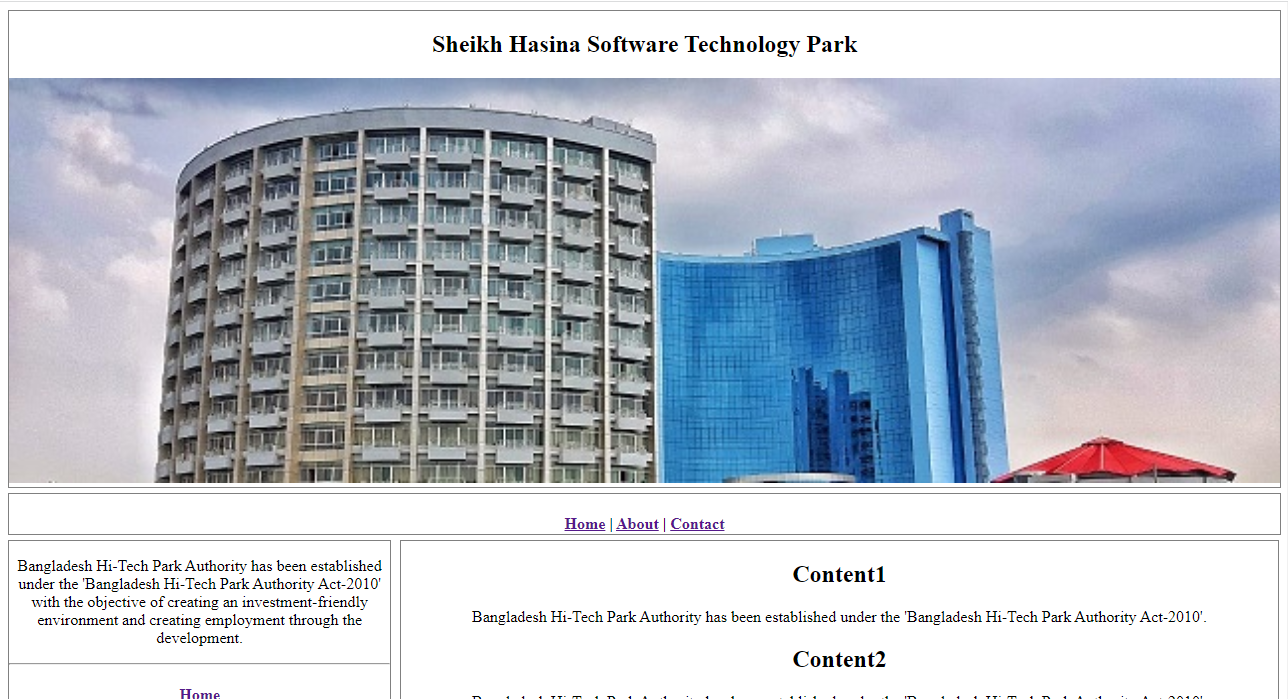 Sheikh Hasina Software Technology Park
Home | About | Contact
Bangladesh Hi-Tech Park Authority has been established
under the 'Bangladesh Hi-Tech Park Authority Act-2010'
with the objective of creating an investment-friendly
environment and creating employment through the
development.
Home
Content1
Bangladesh Hi-Tech Park Authority has been established under the 'Bangladesh Hi-Tech Park Authority Act-2010'.
Content2